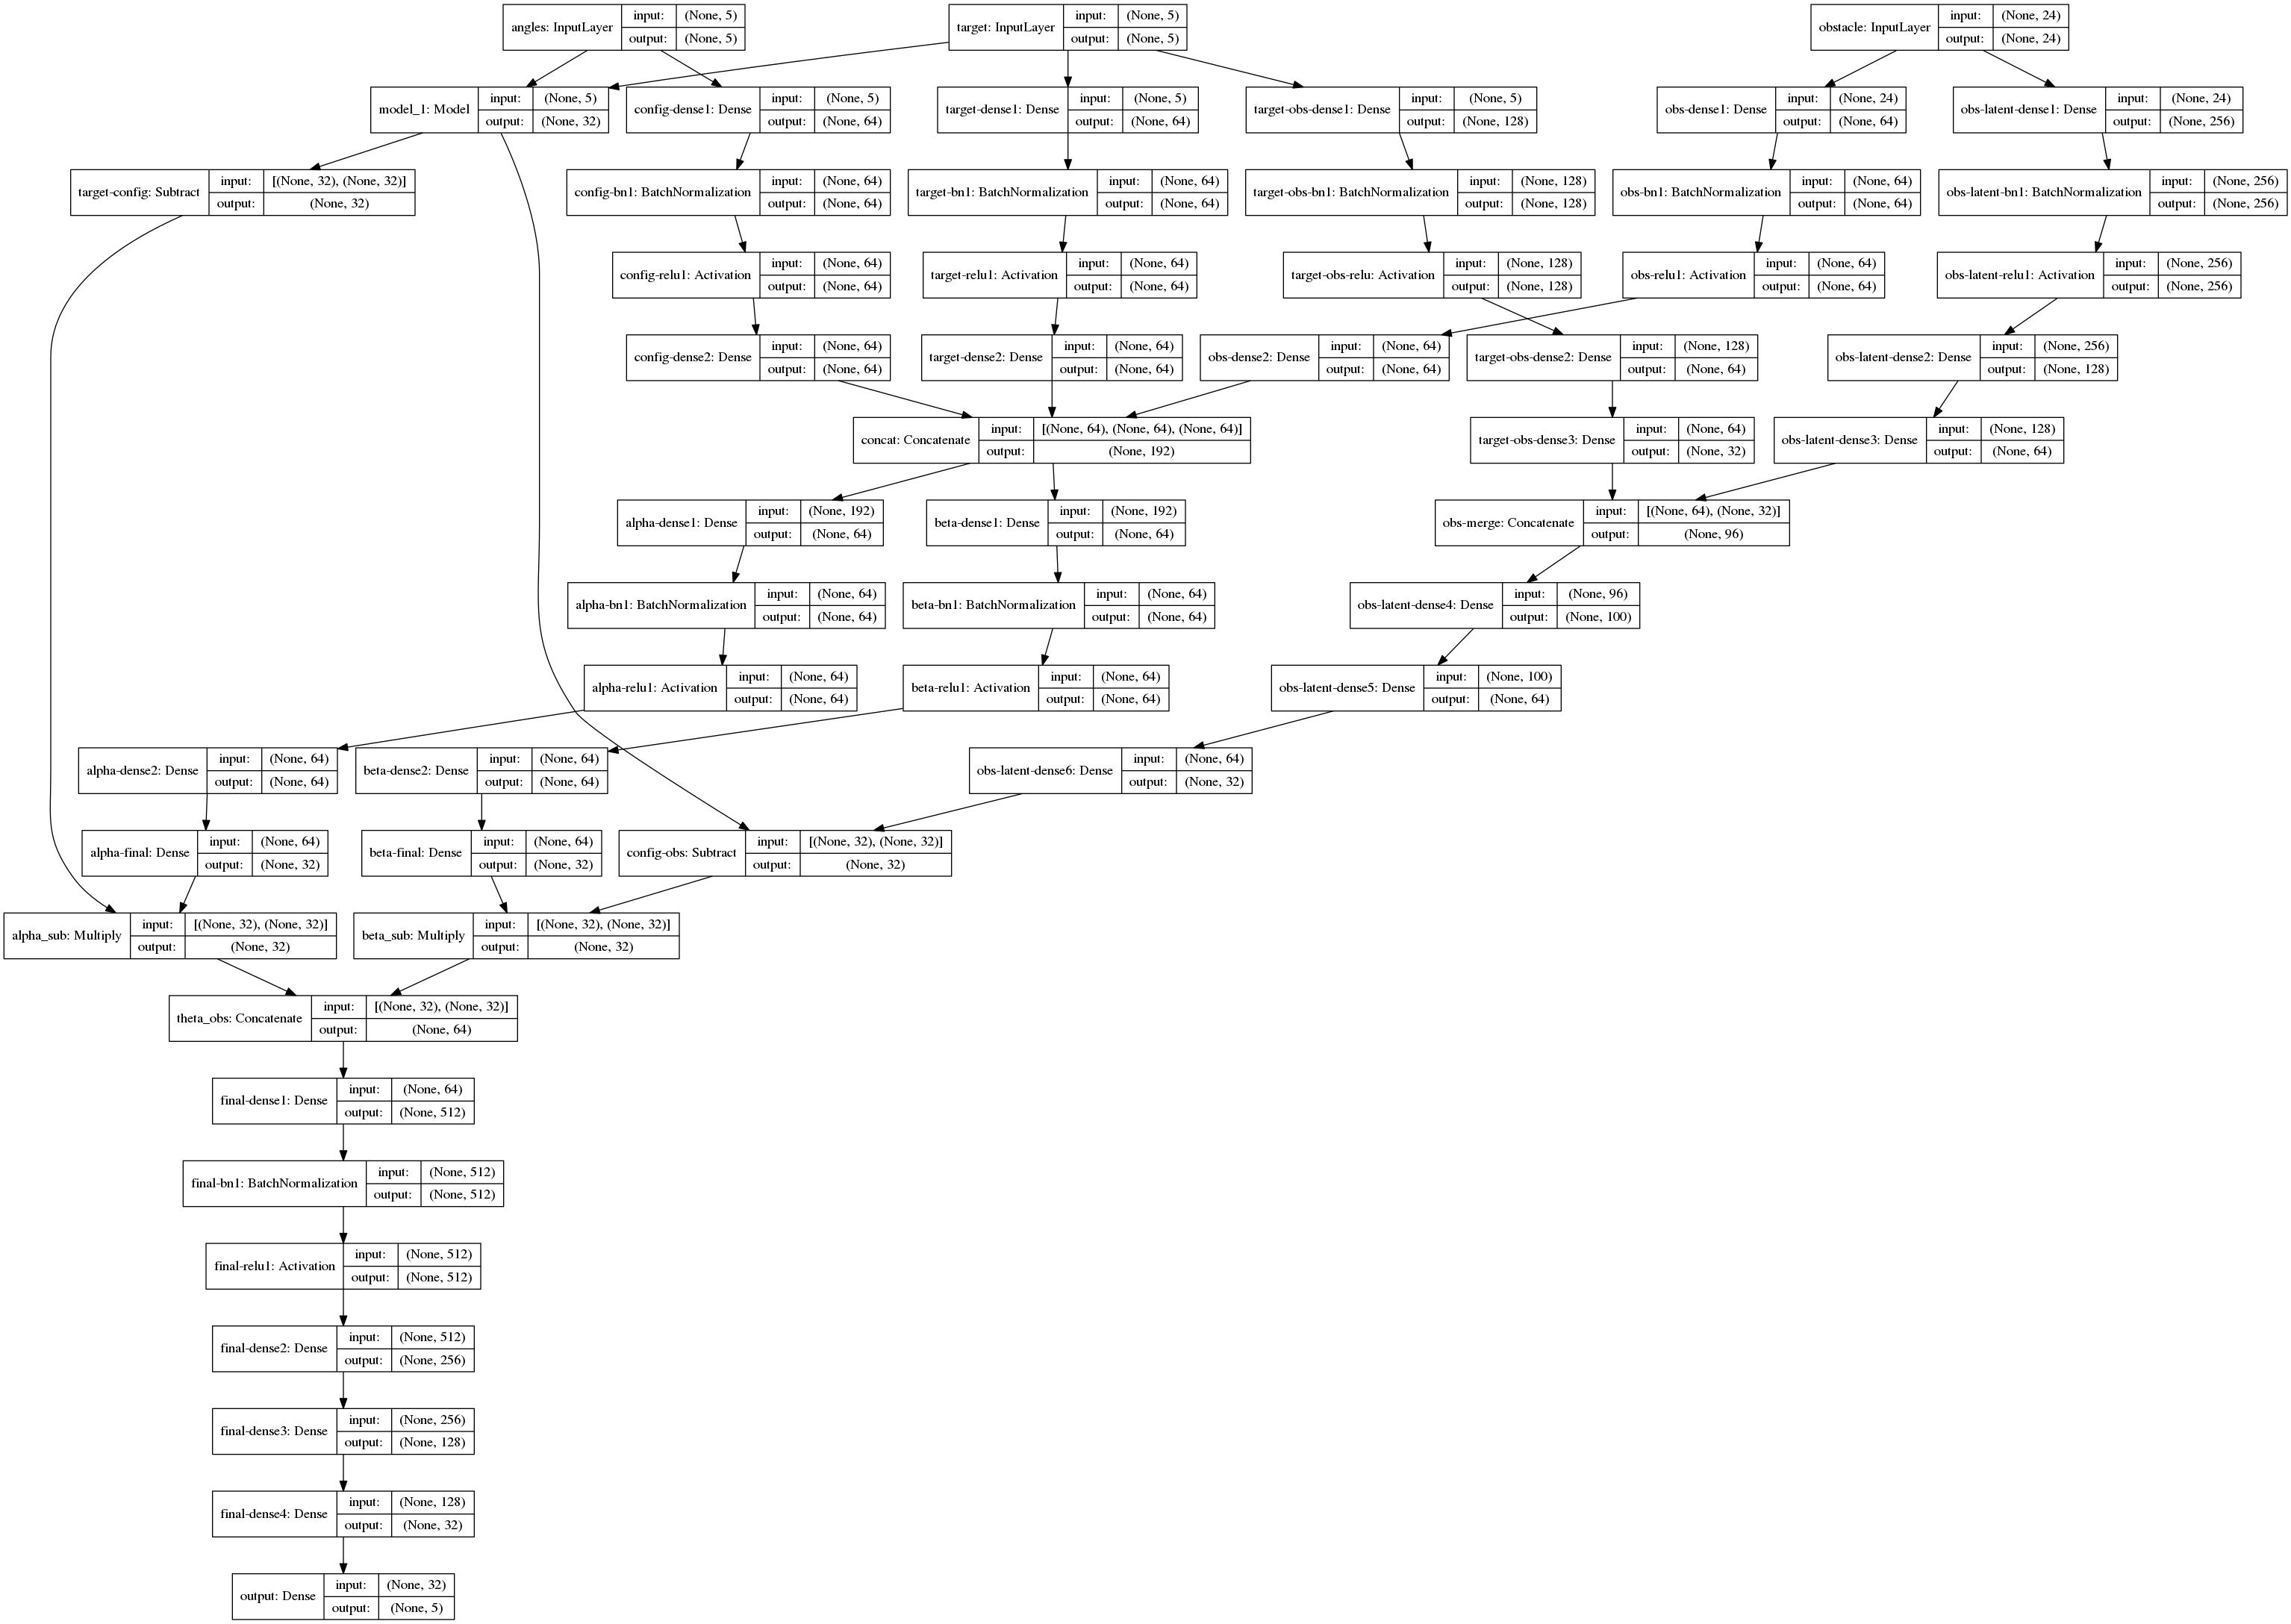 angles: InputLayer input: (None, 5) output: (None, 5)
target: InputLayer input: (None, 5) output: (None, 5)
obstacle: InputLayer input: (None, 24) output: (None, 24)
model_1: Model input: (None, 5) output: (None, 32)
config-dense1: Dense input: (None, 5) output: (None, 64)
target-dense1: Dense input: (None, 5) output: (None, 64)
target-obs-dense1: Dense input: (None, 5) output: (None, 128)
obs-dense1: Dense input: (None, 24) output: (None, 64)
obs-latent-dense1: Dense input: (None, 24) output: (None, 256)
target-config: Subtract input: [(None, 32), (None, 32)] output: (None, 32)
config-bn1: BatchNormalization input: (None, 64) output: (None, 64)
target-bn1: BatchNormalization input: (None, 64) output: (None, 64)
target-obs-bn1: BatchNormalization input: (None, 128) output: (None, 128)
obs-bn1: BatchNormalization input: (None, 64) output: (None, 64)
obs-latent-bn1: BatchNormalization input: (None, 256) output: (None, 256)
config-relu1: Activation input: (None, 64) output: (None, 64)
target-relu1: Activation input: (None, 64) output: (None, 64)
target-obs-relu: Activation input: (None, 128) output: (None, 128)
obs-relu1: Activation input: (None, 64) output: (None, 64)
obs-latent-relu1: Activation input: (None, 256) output: (None, 256)
config-dense2: Dense input: (None, 64) output: (None, 64)
target-dense2: Dense input: (None, 64) output: (None, 64)
obs-dense2: Dense input: (None, 64) output: (None, 64)
target-obs-dense2: Dense input: (None, 128) output: (None, 64)
obs-latent-dense2: Dense input: (None, 256) output: (None, 128)
concat: Concatenate input: [(None, 64), (None, 64), (None, 64)] output: (None, 192)
target-obs-dense3: Dense input: (None, 64) output: (None, 32)
obs-latent-dense3: Dense input: (None, 128) output: (None, 64)
alpha-dense1: Dense input: (None, 192) output: (None, 64)
beta-dense1: Dense input: (None, 192) output: (None, 64)
obs-merge: Concatenate input: [(None, 64), (None, 32)] output: (None, 96)
alpha-bn1: BatchNormalization input: (None, 64) output: (None, 64)
beta-bn1: BatchNormalization input: (None, 64) output: (None, 64)
obs-latent-dense4: Dense input: (None, 96) output: (None, 100)
alpha-relu1: Activation input: (None, 64) output: (None, 64)
beta-relu1: Activation input: (None, 64) output: (None, 64)
obs-latent-dense5: Dense input: (None, 100) output: (None, 64)
alpha-dense2: Dense input: (None, 64) output: (None, 64)
beta-dense2: Dense input: (None, 64) output: (None, 64)
obs-latent-dense6: Dense input: (None, 64) output: (None, 32)
alpha-final: Dense input: (None, 64) output: (None, 32)
beta-final: Dense input: (None, 64) output: (None, 32)
config-obs: Subtract input: [(None, 32), (None, 32)] output: (None, 32)
alpha_sub: Multiply input: [(None, 32), (None, 32)] output: (None, 32)
beta_sub: Multiply input: [(None, 32), (None, 32)] output: (None, 32)
theta_obs: Concatenate input: [(None, 32), (None, 32)] output: (None, 64)
final-dense1: Dense input: (None, 64) output: (None, 512)
final-bn1: BatchNormalization input: (None, 512) output: (None, 512)
final-relu1: Activation input: (None, 512) output: (None, 512)
final-dense2: Dense input: (None, 512) output: (None, 256)
final-dense3: Dense input: (None, 256) output: (None, 128)
final-dense4: Dense input: (None, 128) output: (None, 32)
output: Dense input: (None, 32) output: (None, 5)